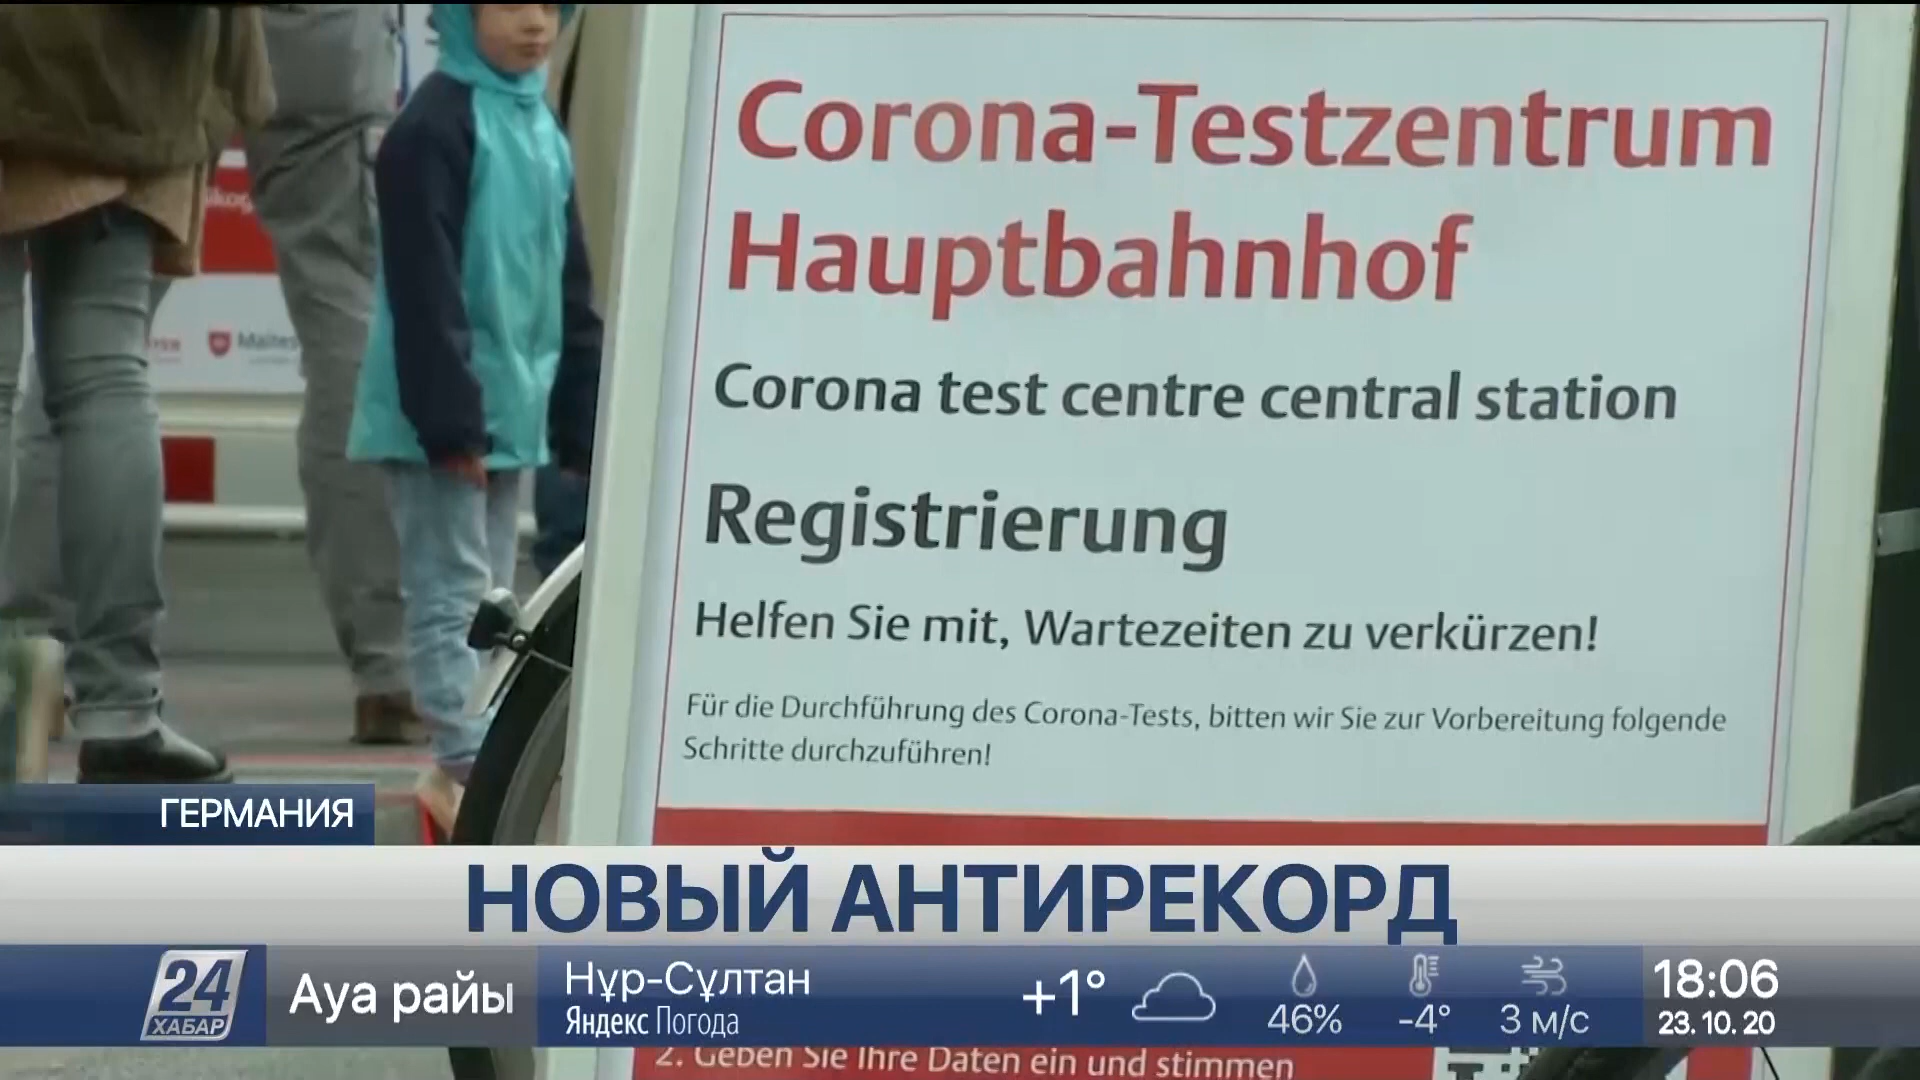 Corona-Testzentrum
Hauptbahnhof
Corona test centre central station
Registrierung
Helfen Sie mit, Wartezeiten zu verkürzen!
Für die Durchführung des Corona-Tests, bitten wir Sie zur Vorbereitung folgende
Schritte durchzuführen!
ГЕРМАНИЯ
НОВЫЙ АНТИРЕКОРД
24
ХАБАР
Ауа райы
Нұр-Сұлтан
Яндекс Погода
+1°
46%
-4°
3 м/с
18:06
23.10.20
2. Geben Sie Ihre Daten ein und stimmen